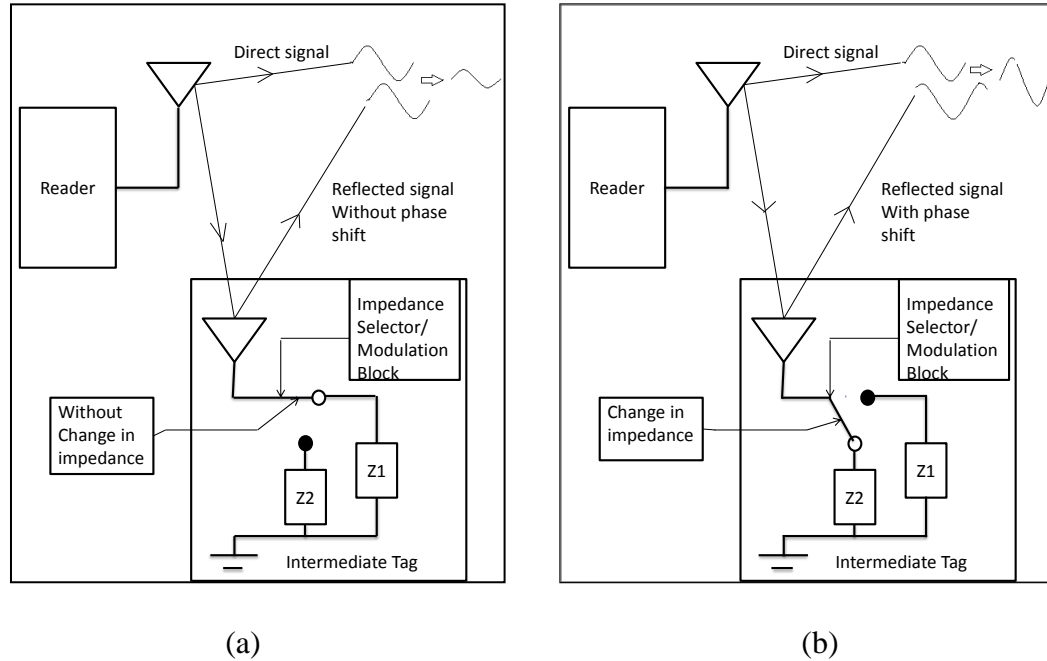 Direct signal
Reader
Reflected signal
Without phase
shift
Impedance
Selector/
Modulation
Block
Without
Change in
impedance
Z1
Z2
Intermediate Tag
(a)
Direct signal
Reader
Reflected signal
With phase
shift
Impedance
Selector/
Modulation
Block
Change in
impedance
Z1
Z2
Intermediate Tag
(b)